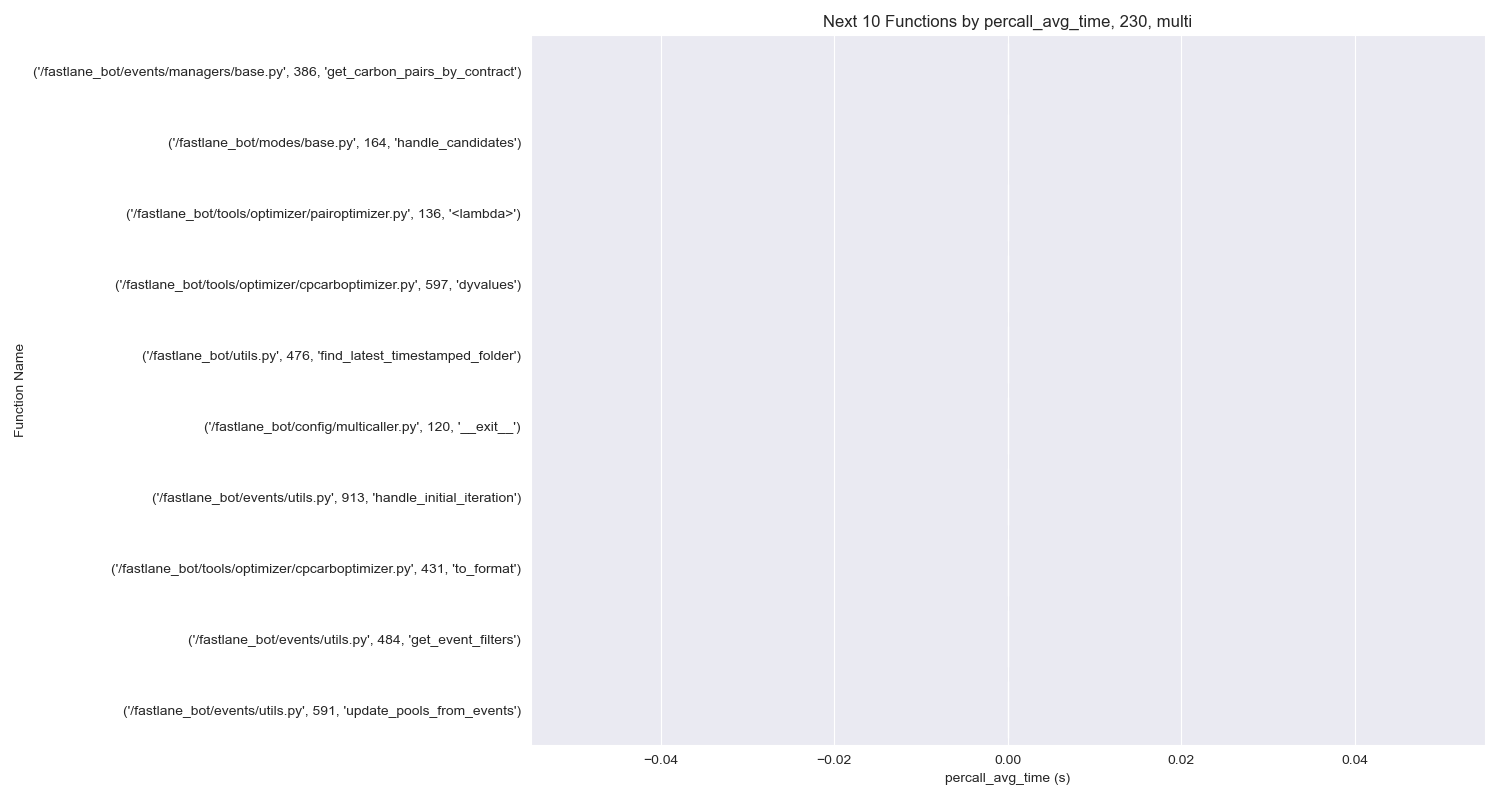 Next 10 Functions by percall_avg_time, 230, multi
('/fastlane_bot/events/managers/base.py', 386, 'get_carbon_pairs_by_contract')
('/fastlane_bot/modes/base.py', 164, 'handle_candidates')
('/fastlane_bot/tools/optimizer/pairoptimizer.py', 136, '<lambda>')
('/fastlane_bot/tools/optimizer/cpcarboptimizer.py', 597, 'dyvalues')
('/fastlane_bot/utils.py', 476, 'find_latest_timestamped_folder')
('/fastlane_bot/config/multicaller.py', 120, '__exit__')
('/fastlane_bot/events/utils.py', 913, 'handle_initial_iteration')
('/fastlane_bot/tools/optimizer/cpcarboptimizer.py', 431, 'to_format')
('/fastlane_bot/events/utils.py', 484, 'get_event_filters')
('/fastlane_bot/events/utils.py', 591, 'update_pools_from_events')
Function Name
−0.04 −0.02 0.00 0.02 0.04
percall_avg_time (s)